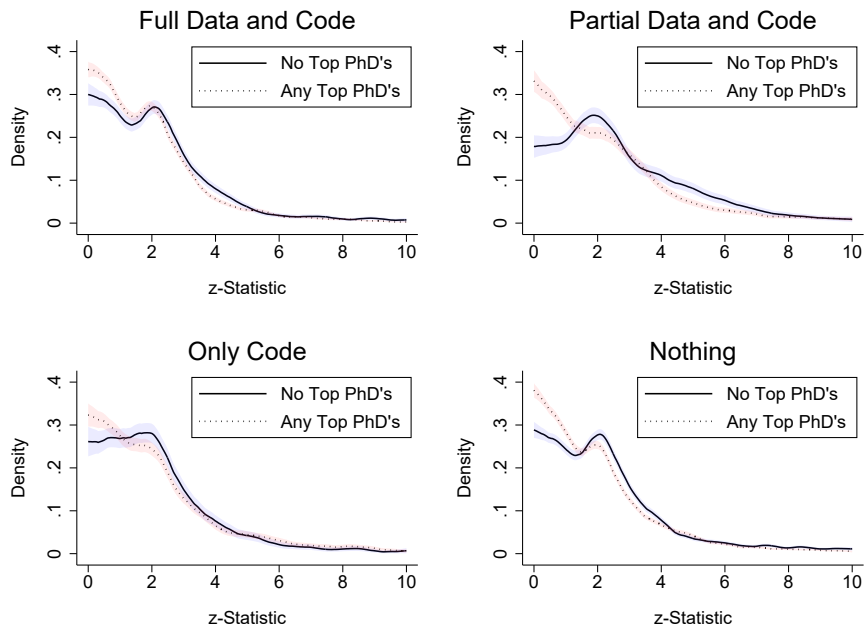 Full Data and Code
Density
.4
.3
.2
.1
0
No Top PhD's
Any Top PhD's
0 2 4 6 8 10
z-Statistic
Partial Data and Code
Density
.4
.3
.2
.1
0
No Top PhD's
Any Top PhD's
0 2 4 6 8 10
z-Statistic
Only Code
Density
.4
.3
.2
.1
0
No Top PhD's
Any Top PhD's
0 2 4 6 8 10
z-Statistic
Nothing
Density
.4
.3
.2
.1
0
No Top PhD's
Any Top PhD's
0 2 4 6 8 10
z-Statistic